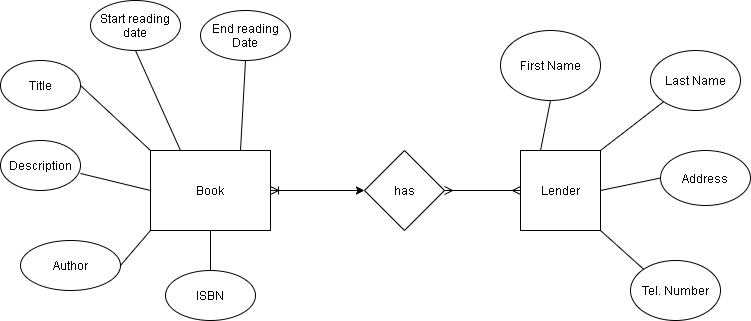 Start reading
date
End reading
Date
First Name
Last Name
Title
Description
Book
has
Lender
Address
Author
ISBN
Tel. Number